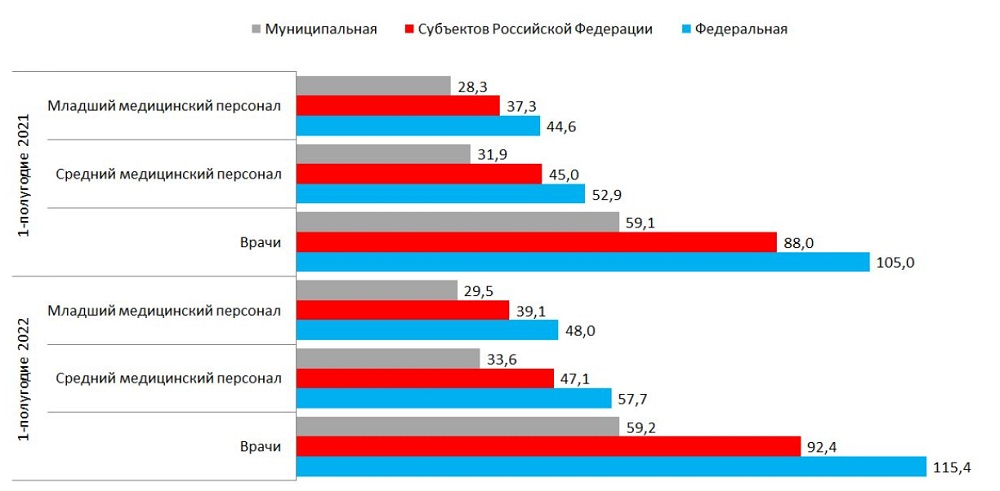 Муниципальная Субъектов Российской Федерации Федеральная
1-полугодие 2021
Младший медицинский персонал
28,3
37,3
44,6
Средний медицинский персонал
31,9
45,0
52,9
Врачи
59,1
88,0
105,0
1-полугодие 2022
Младший медицинский персонал
29,5
39,1
48,0
Средний медицинский персонал
33,6
47,1
57,7
Врачи
59,2
92,4
115,4